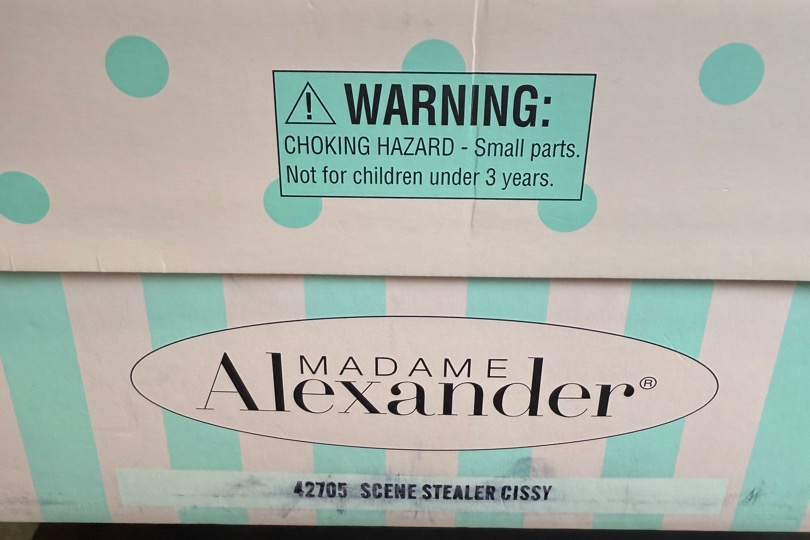 WARNING:
CHOKING HAZARD - Small parts.
Not for children under 3 years.
MADAME
Alexander®
42705 SCENE STEALER CISSY